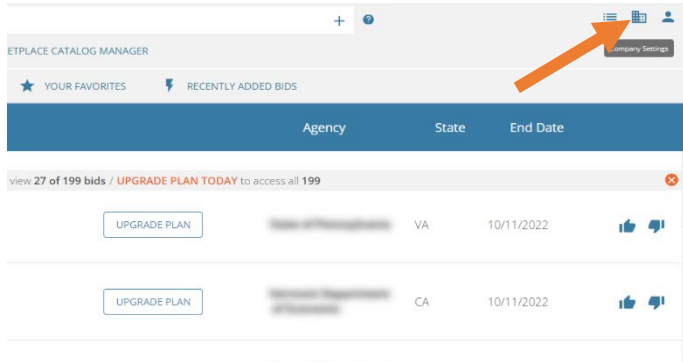 + ?
Company Settings
ETPLACE CATALOG MANAGER
YOUR FAVORITES RECENTLY ADDED BIDS
Agency State End Date
view 27 of 199 bids / UPGRADE PLAN TODAY to access all 199
UPGRADE PLAN VA 10/11/2022
UPGRADE PLAN CA 10/11/2022